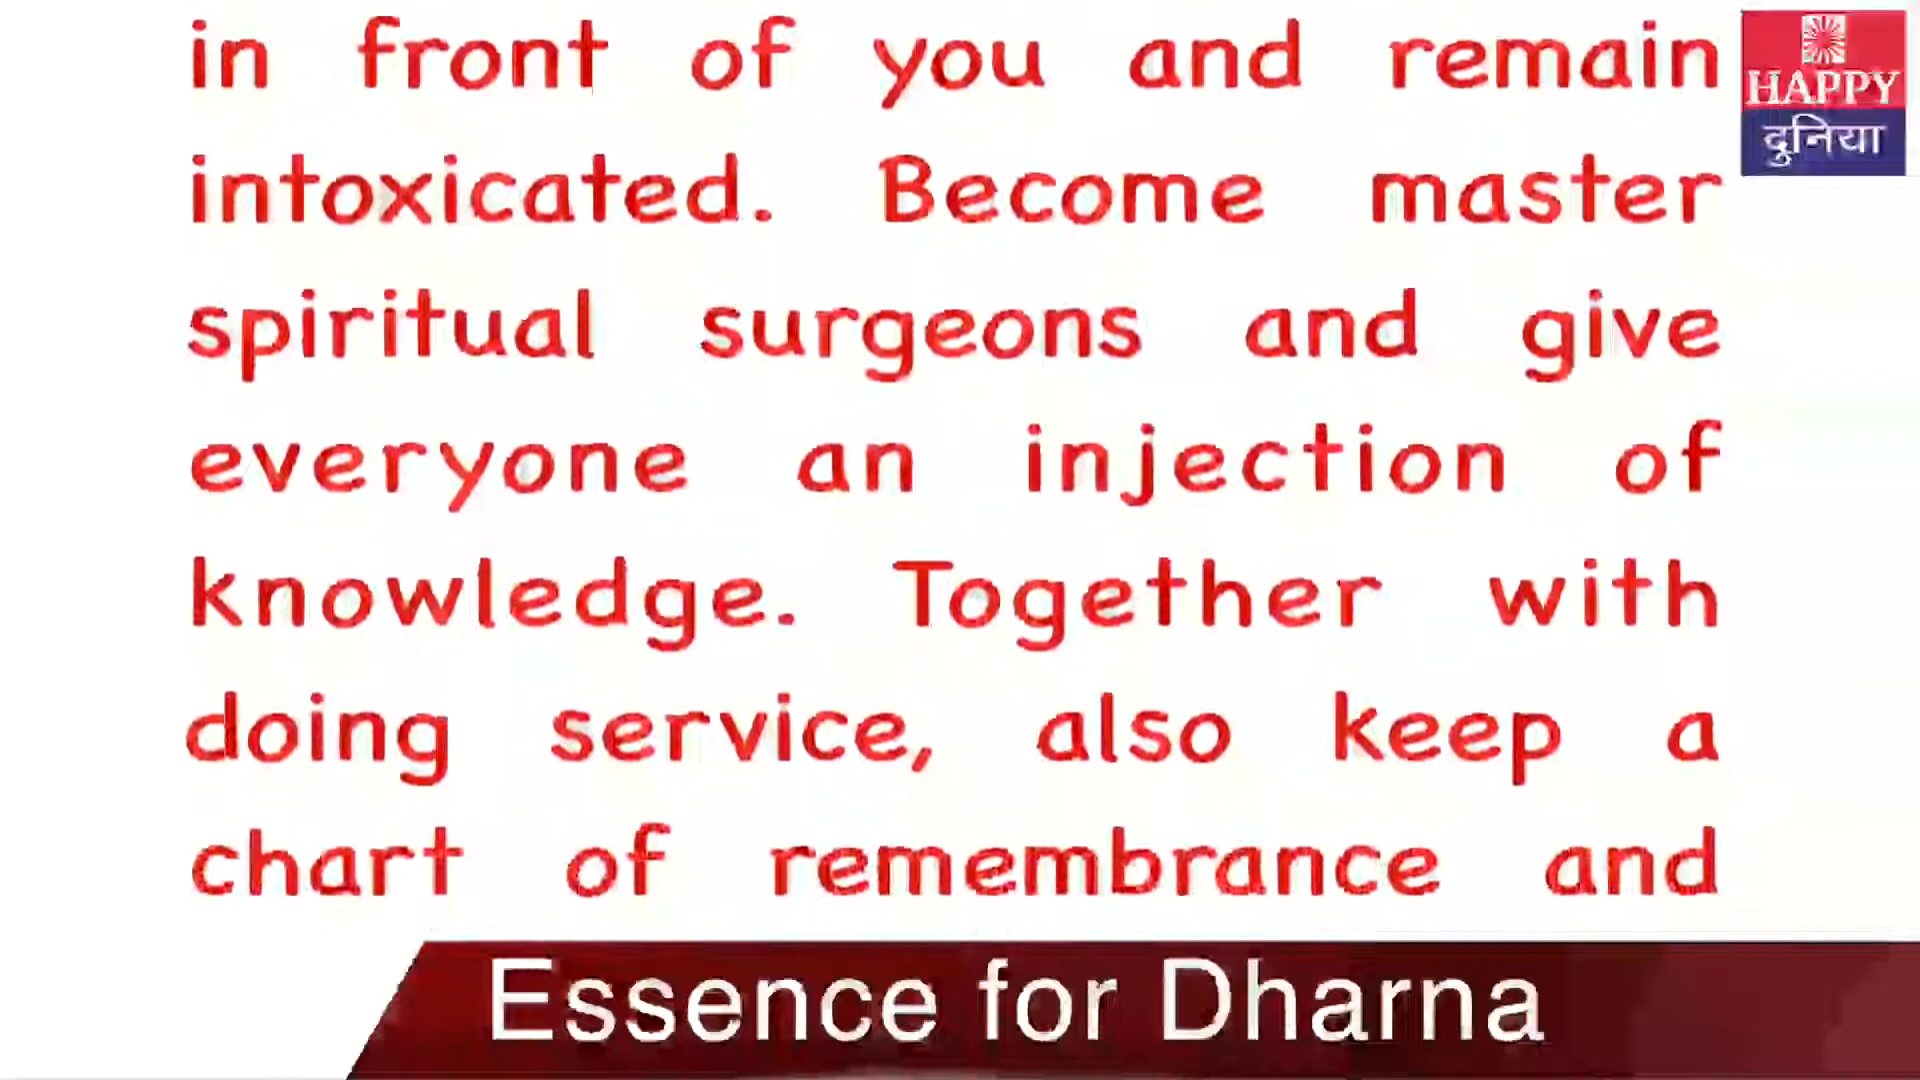 in front of you and remain
intoxicated. Become master
spiritual surgeons and give
everyone an injection of
knowledge. Together with
doing service, also keep a
chart of remembrance and
HAPPY
दुनिया
Essence for Dharna